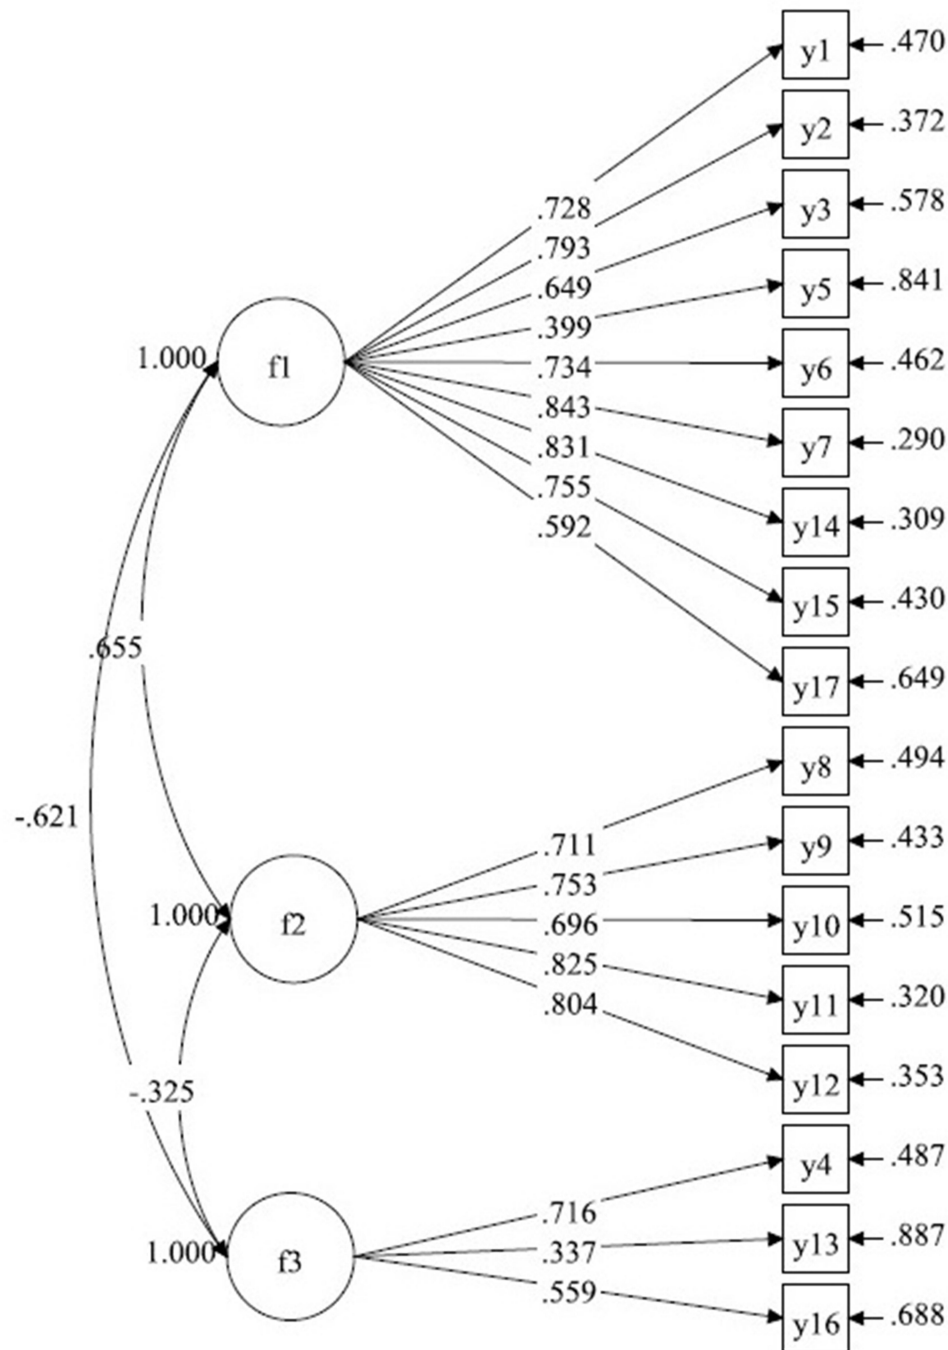 y1 .470
y2 .372
.728 y3 .578
.793
.649 y5 .841
.399
1.000 f1 .734 y6 .462
.843
.831 y7 .290
.755
.592 y14 .309
y15 .430
.655
y17 .649
y8 .494
-.621
.711 y9 .433
.753
1.000 f2 .696 y10 .515
.825
.804 y11 .320
y12 .353
-.325
y4 .487
.716
1.000 f3 .337 y13 .887
.559
y16 .688